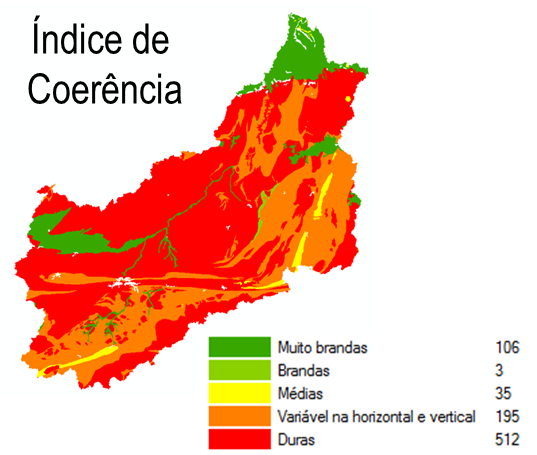 Índice de
Coerência
Muito brandas 106
Brandas 3
Médias 35
Variável na horizontal e vertical 195
Duras 512